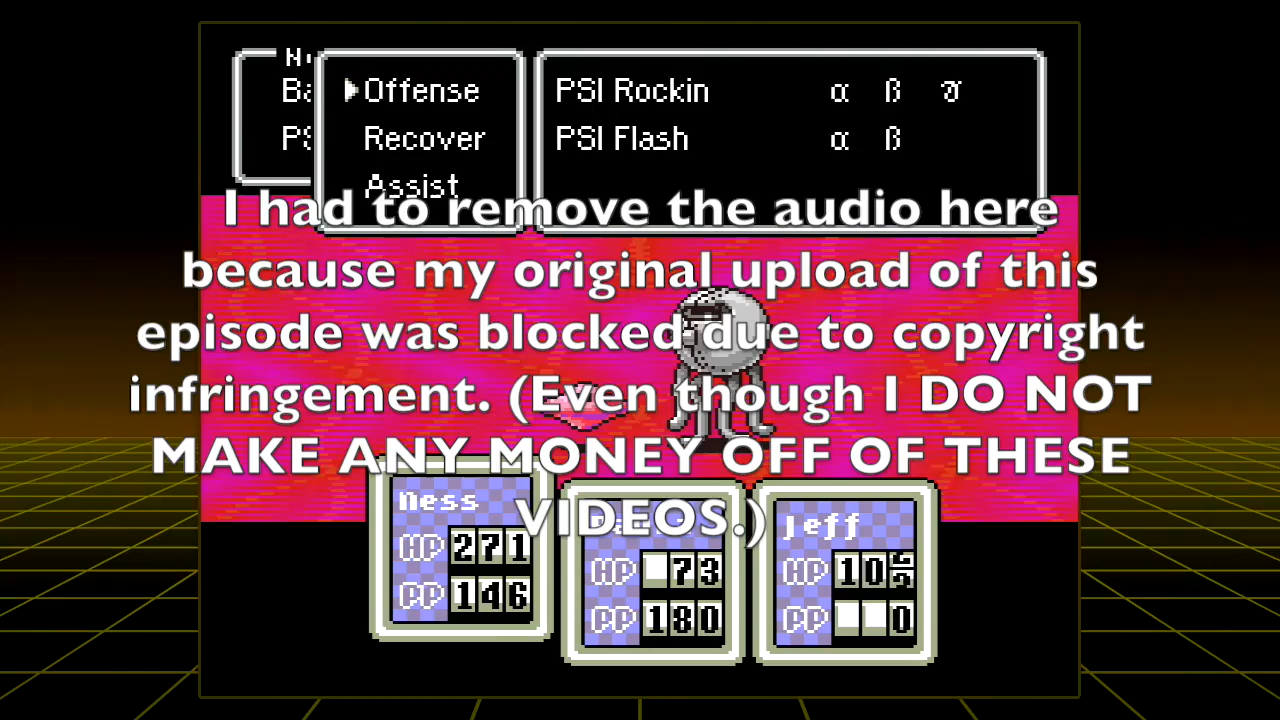 Offense
Recover
Assist
PSI Rockin α β γ
PSI Flash α β
I had to remove the audio here
because my original upload of this
episode was blocked due to copyright
infringement. (Even though I DO NOT
MAKE ANY MONEY OFF OF THESE
VIDEOS.)
Ness
HP 271
PP 146
HP 73
PP 180
Jeff
HP 10
PP 0